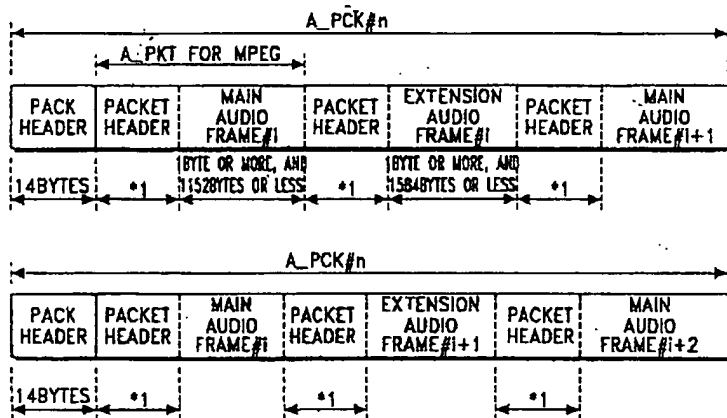 A_PCK#n
A_PKT FOR MPEG
PACK HEADER
PACKET HEADER
MAIN AUDIO FRAME#i
PACKET HEADER
EXTENSION AUDIO FRAME#i
PACKET HEADER
MAIN AUDIO FRAME#i+1
14BYTES
*1
1BYTE OR MORE, AND 1152BYTES OR LESS
*1
1BYTE OR MORE, AND 1584BYTES OR LESS
*1
A_PCK#n
PACK HEADER
PACKET HEADER
MAIN AUDIO FRAME#i
PACKET HEADER
EXTENSION AUDIO FRAME#i+1
PACKET HEADER
MAIN AUDIO FRAME#i+2
14BYTES
*1
*1
*1